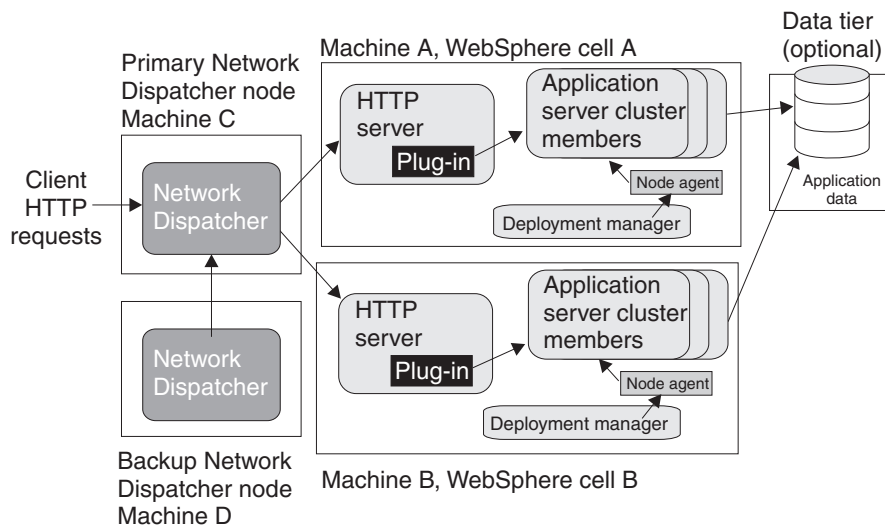 Primary Network
Dispatcher node
Machine C
Client
HTTP
requests
Network
Dispatcher
Network
Dispatcher
Backup Network
Dispatcher node
Machine D
Machine A, WebSphere cell A
HTTP
server
Plug-in
Application
server cluster
members
Node agent
Deployment manager
HTTP
server
Plug-in
Application
server cluster
members
Node agent
Deployment manager
Machine B, WebSphere cell B
Data tier
(optional)
Application
data